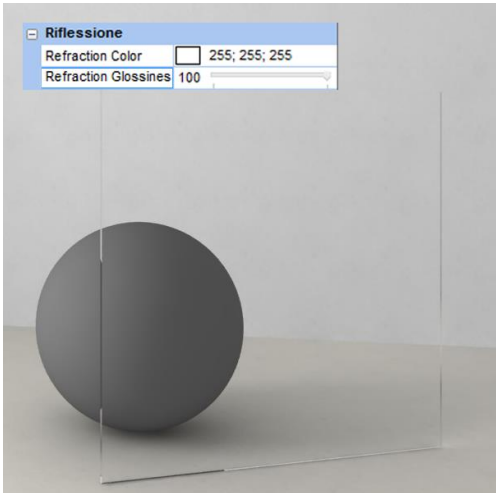 Riflessione
Refraction Color 255; 255; 255
Refraction Glossines 100